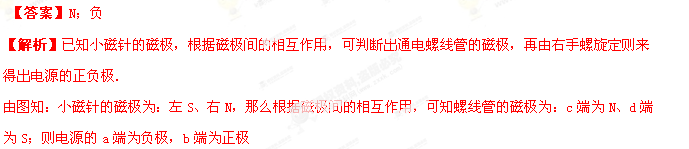 【答案】N；负
【解析】已知小磁针的磁极，根据磁极间的相互作用，可判断出通电螺线管的磁极，再由右手螺旋定则来
得出电源的正负极．
由图知：小磁针的磁极为：左 S、右 N，那么根据磁极间的相互作用，可知螺线管的磁极为：c 端为 N、d 端
为 S；则电源的 a 端为负极，b 端为正极